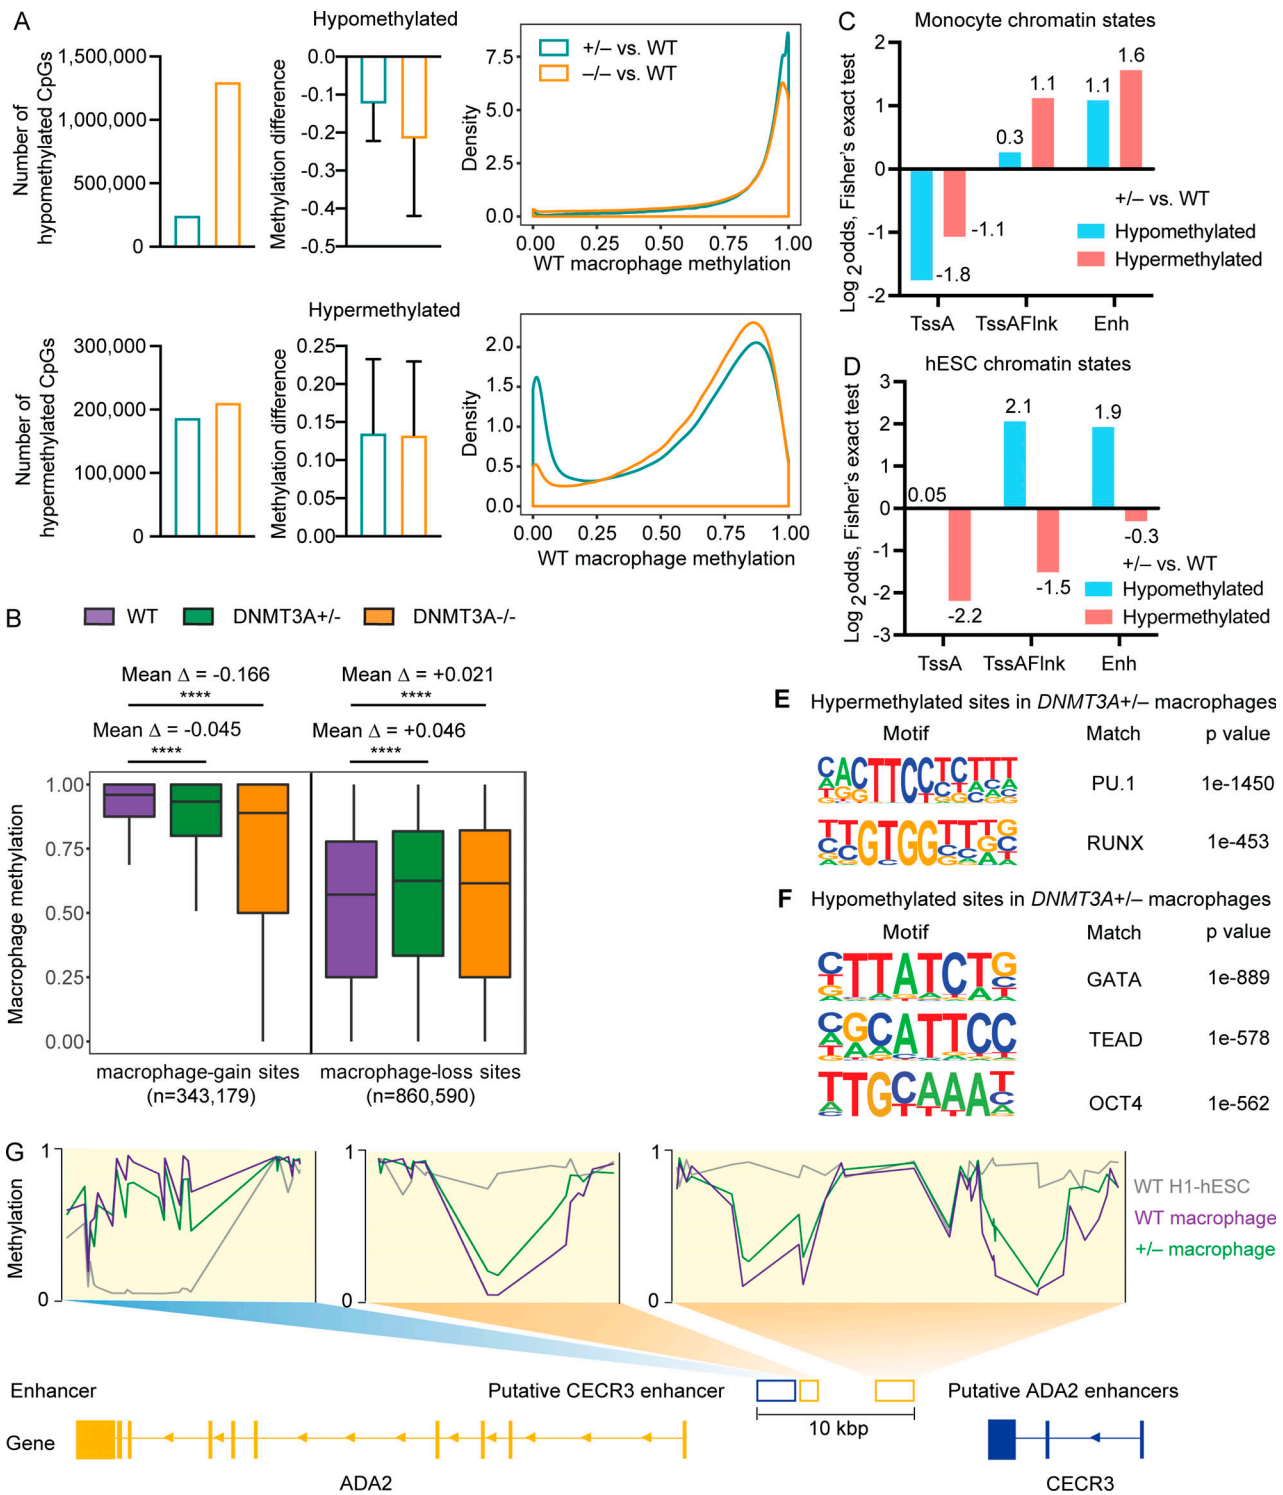 A
Number of
hypomethylated CpGs
1,500,000
1,000,000
500,000
0
Hypomethylated
Methylation difference
0.0
-0.1
-0.2
-0.3
-0.4
-0.5
+/– vs. WT
–/– vs. WT
Density
7.5
5.0
2.5
0.0
0.00 0.25 0.50 0.75 1.00
WT macrophage methylation
Number of
hypermethylated CpGs
300,000
200,000
100,000
0
Hypermethylated
Methylation difference
0.25
0.20
0.15
0.10
0.05
0.00
Density
2.0
1.5
1.0
0.5
0.0
0.00 0.25 0.50 0.75 1.00
WT macrophage methylation
C
Monocyte chromatin states
Log 2 odds, Fisher's exact test
2
1
0
-1
-2
-1.8
-1.1
0.3
1.1
1.1
1.6
+/– vs. WT
Hypomethylated
Hypermethylated
TssA TssAFlnk Enh
D
hESC chromatin states
Log 2 odds, Fisher's exact test
3
2
1
0
-1
-2
-3
0.05
-2.2
2.1
-1.5
1.9
-0.3
+/– vs. WT
Hypomethylated
Hypermethylated
TssA TssAFlnk Enh
B
WT DNMT3A+/- DNMT3A-/-
Mean Δ = -0.166
****
Mean Δ = -0.045
****
Mean Δ = +0.021
****
Mean Δ = +0.046
****
Macrophage methylation
1.00
0.75
0.50
0.25
0.00
macrophage-gain sites
(n=343,179)
macrophage-loss sites
(n=860,590)
E Hypermethylated sites in DNMT3A+/– macrophages
Motif Match p value
PU.1 1e-1450
RUNX 1e-453
F Hypomethylated sites in DNMT3A+/– macrophages
Motif Match p value
GATA 1e-889
TEAD 1e-578
OCT4 1e-562
G
Methylation
1
0
1
0
1
0
WT H1-hESC
WT macrophage
+/– macrophage
Enhancer
Putative CECR3 enhancer
Putative ADA2 enhancers
10 kbp
Gene
ADA2
CECR3